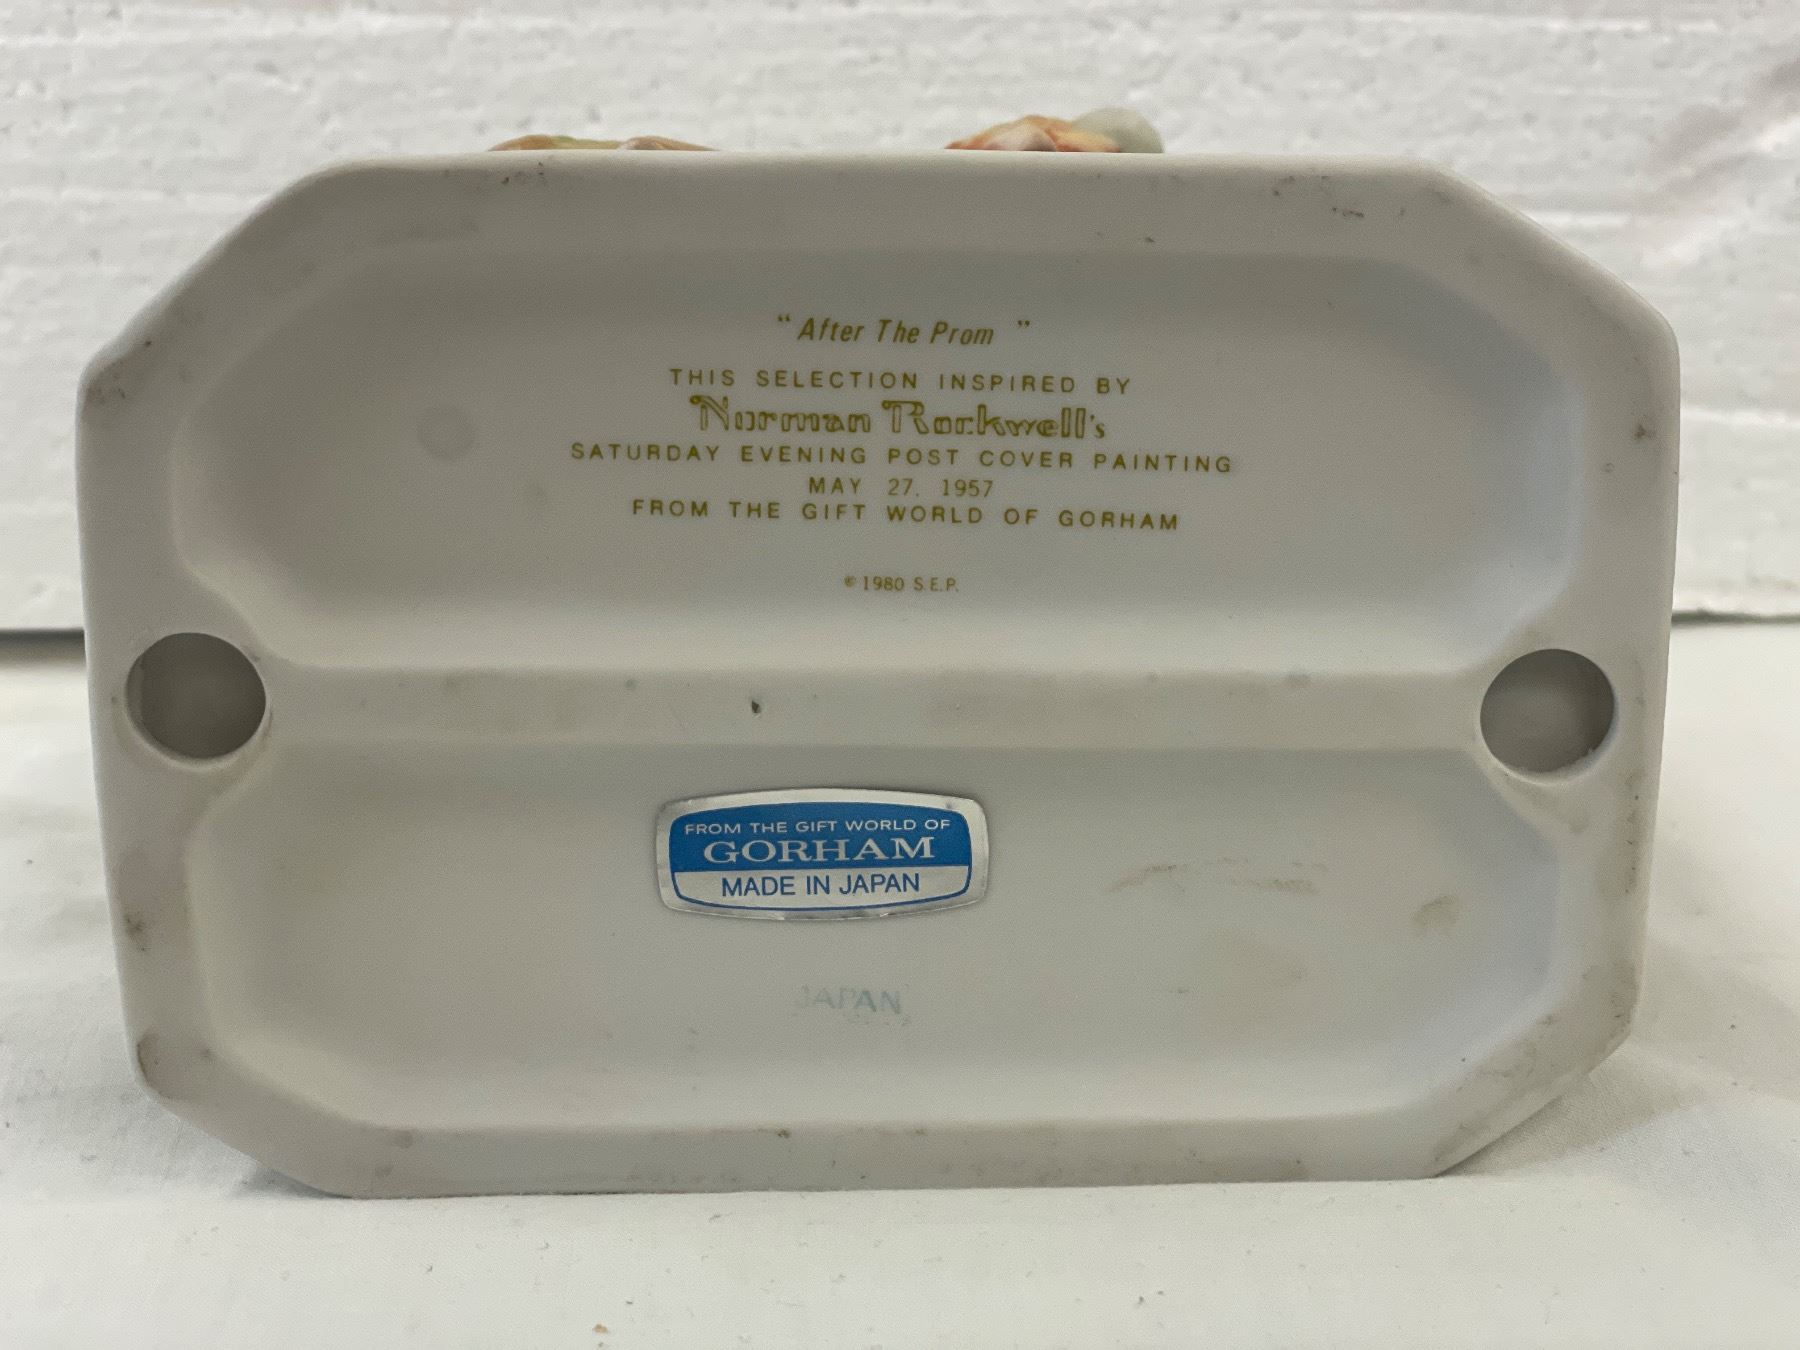 " After The Prom "
THIS SELECTION INSPIRED BY
Norman Rockwell's
SATURDAY EVENING POST COVER PAINTING
MAY 27, 1957
FROM THE GIFT WORLD OF GORHAM
© 1980 S.E.P.
FROM THE GIFT WORLD OF
GORHAM
MADE IN JAPAN
JAPAN